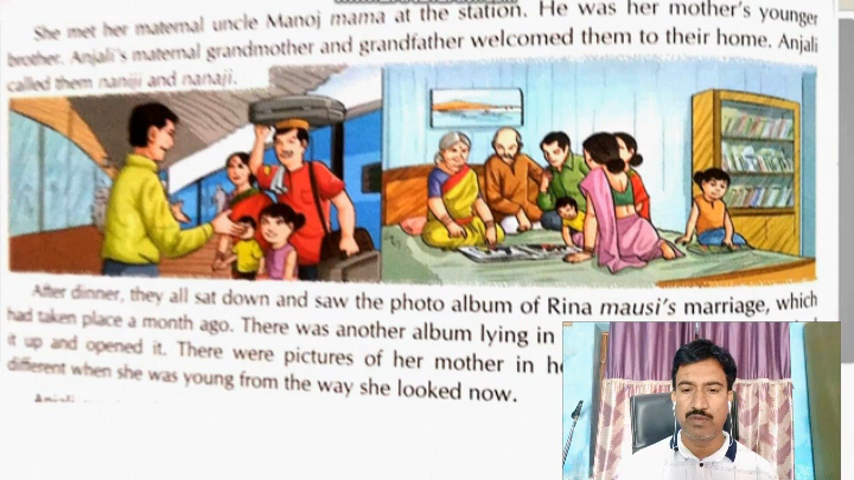 She met her maternal uncle Manoj mama at the station. He was her mother's younger
brother. Anjali's maternal grandmother and grandfather welcomed them to their home. Anjali
called them naniji and nanaji.
After dinner, they all sat down and saw the photo album of Rina mausi's marriage, which
had taken place a month ago. There was another album lying in
it up and opened it. There were pictures of her mother in
different when she was young from the way she looked now.